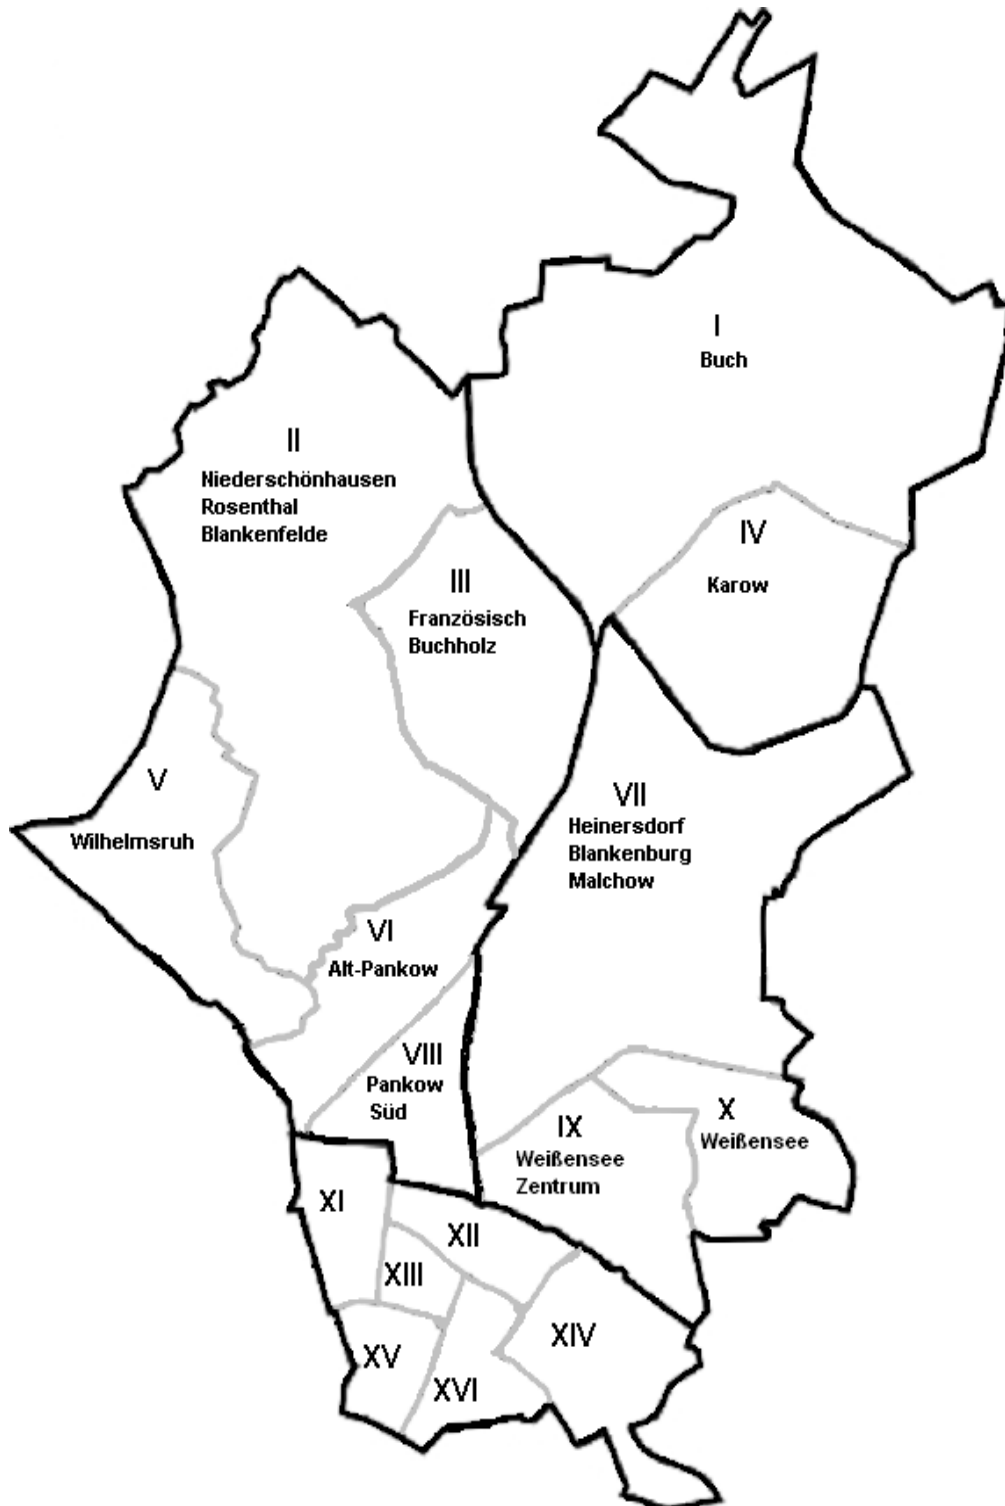 I
Buch
II
Niederschönhausen
Rosenthal
Blankenfelde
III
Französisch
Buchholz
IV
Karow
V
Wilhelmsruh
VI
Alt-Pankow
VII
Heinersdorf
Blankenburg
Malchow
VIII
Pankow
Süd
IX
Weißensee
Zentrum
X
Weißensee
XI
XII
XIII
XIV
XV
XVI